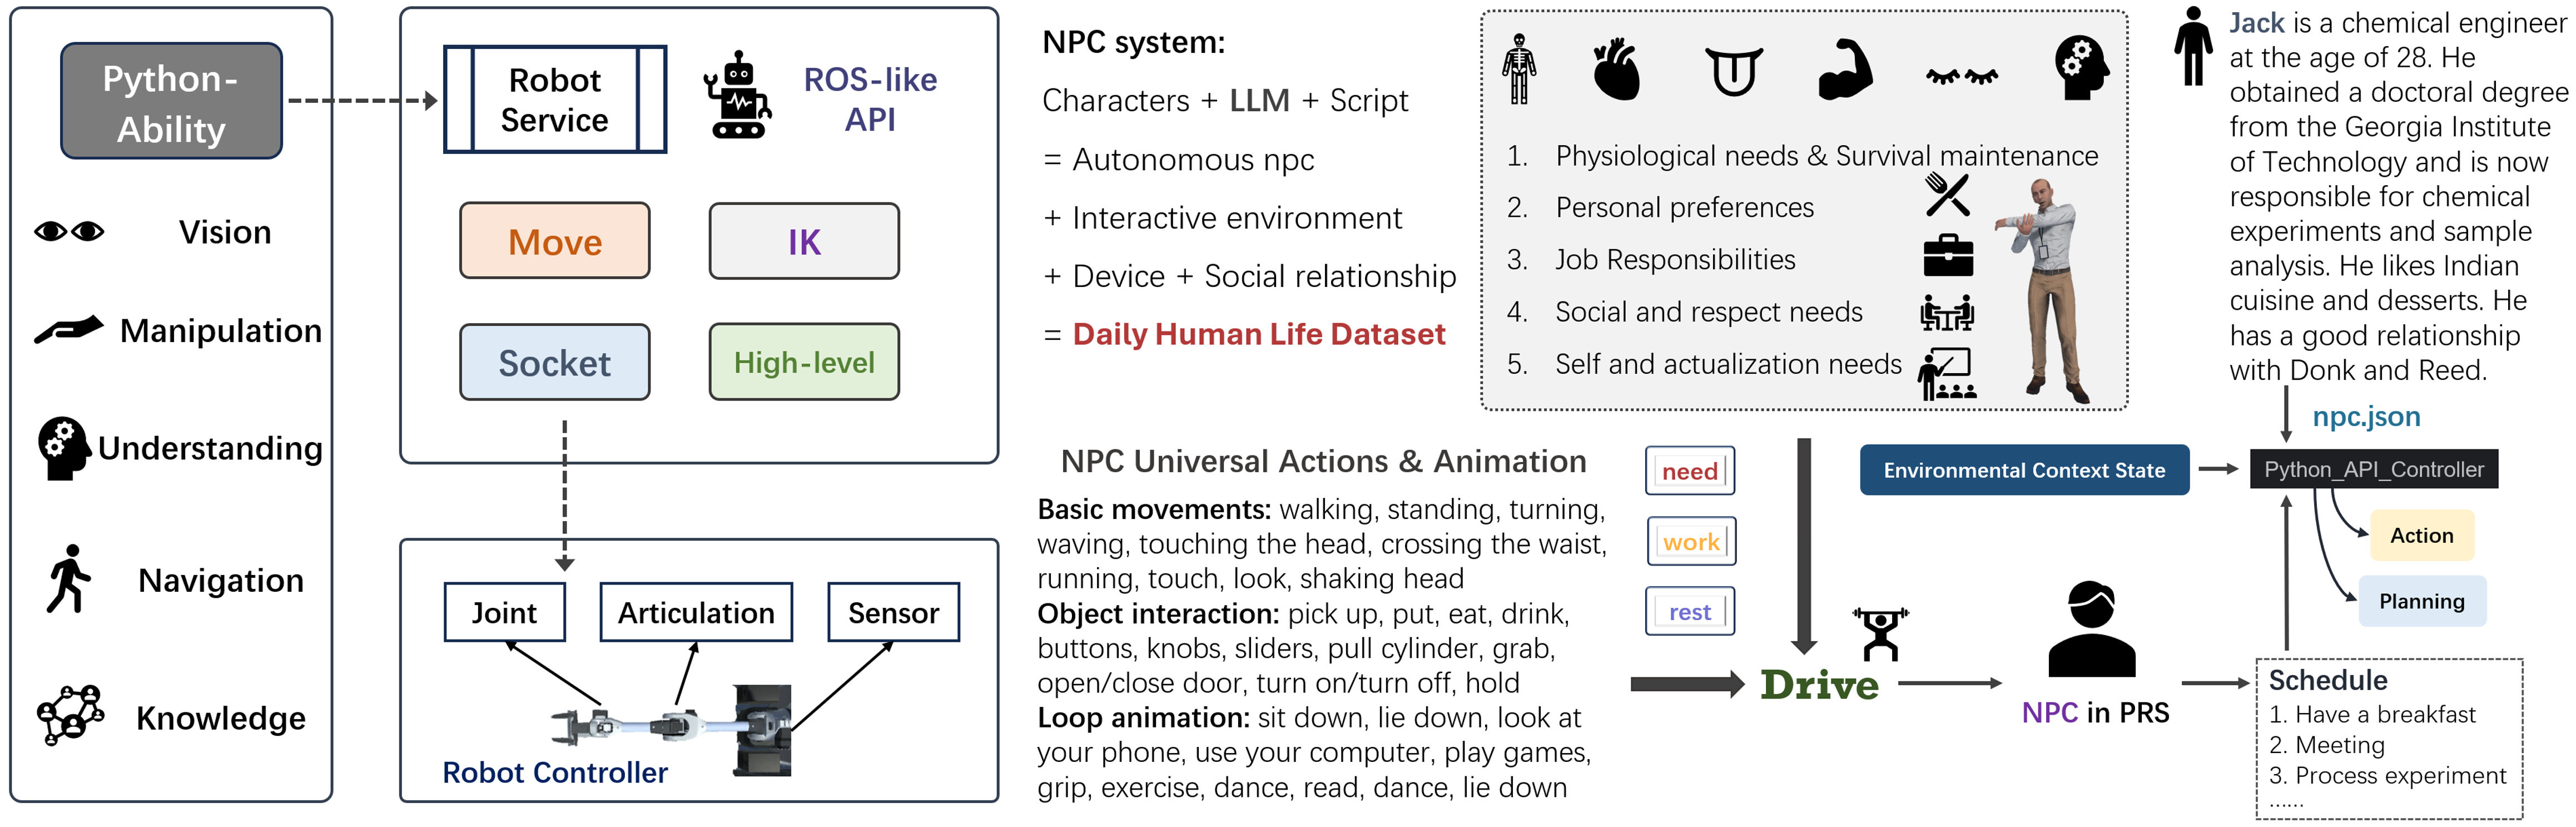 Python-
Ability
Vision
Manipulation
Understanding
Navigation
Knowledge
Robot
Service
ROS-like
API
Move
IK
Socket
High-level
Joint
Articulation
Sensor
Robot Controller
NPC system:
Characters + LLM + Script
= Autonomous npc
+ Interactive environment
+ Device + Social relationship
= Daily Human Life Dataset
1. Physiological needs & Survival maintenance
2. Personal preferences
3. Job Responsibilities
4. Social and respect needs
5. Self and actualization needs
Jack is a chemical engineer
at the age of 28. He
obtained a doctoral degree
from the Georgia Institute
of Technology and is now
responsible for chemical
experiments and sample
analysis. He likes Indian
cuisine and desserts. He
has a good relationship
with Donk and Reed.
npc.json
NPC Universal Actions & Animation
Basic movements: walking, standing, turning,
waving, touching the head, crossing the waist,
running, touch, look, shaking head
Object interaction: pick up, put, eat, drink,
buttons, knobs, sliders, pull cylinder, grab,
open/close door, turn on/turn off, hold
Loop animation: sit down, lie down, look at
your phone, use your computer, play games,
grip, exercise, dance, read, dance, lie down
need
work
rest
Drive
NPC in PRS
Environmental Context State
Python_API_Controller
Action
Planning
Schedule
1. Have a breakfast
2. Meeting
3. Process experiment
......